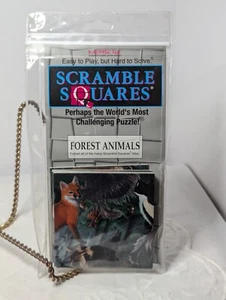 Easy to Play, but Hard to Solve
SCRAMBLE
SQUARES®
Perhaps the World's Most
Challenging Puzzle!
FOREST ANIMALS